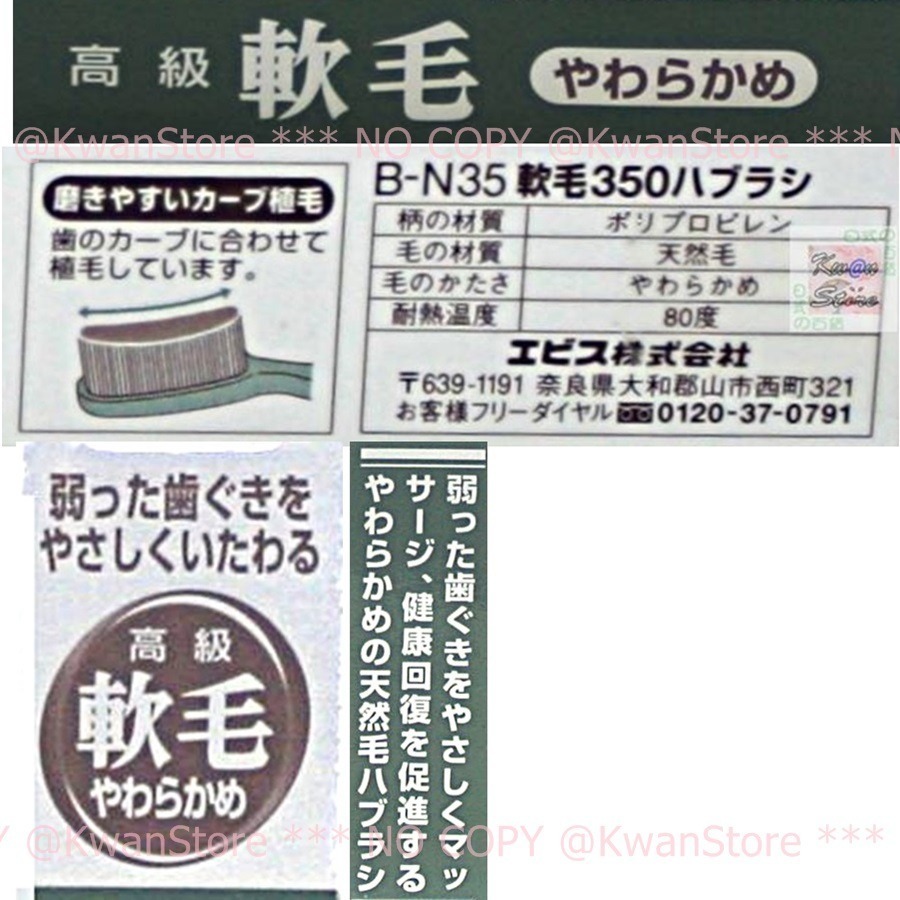 高級 軟毛 やわらかめ
@KwanStore *** NO COPY @KwanStore ***
磨きやすいカーブ植毛
歯のカーブに合わせて
植毛しています。
B-N35 軟毛350ハブラシ
柄の材質 ポリプロピレン
毛の材質 天然毛
毛のかたさ やわらかめ
耐熱温度 80度
Kw@n
Store
エビス株式会社
〒639-1191 奈良県大和郡山市西町321
お客様フリーダイヤル 0120-37-0791
弱った歯ぐきを
やさしくいたわる
高級
軟毛
やわらかめ
弱った歯ぐきをやさしくマッ
サージ、健康回復を促進する
やわらかめの天然毛ハブラシ
Y @KwanStore *** NO COPY @KwanStore ***